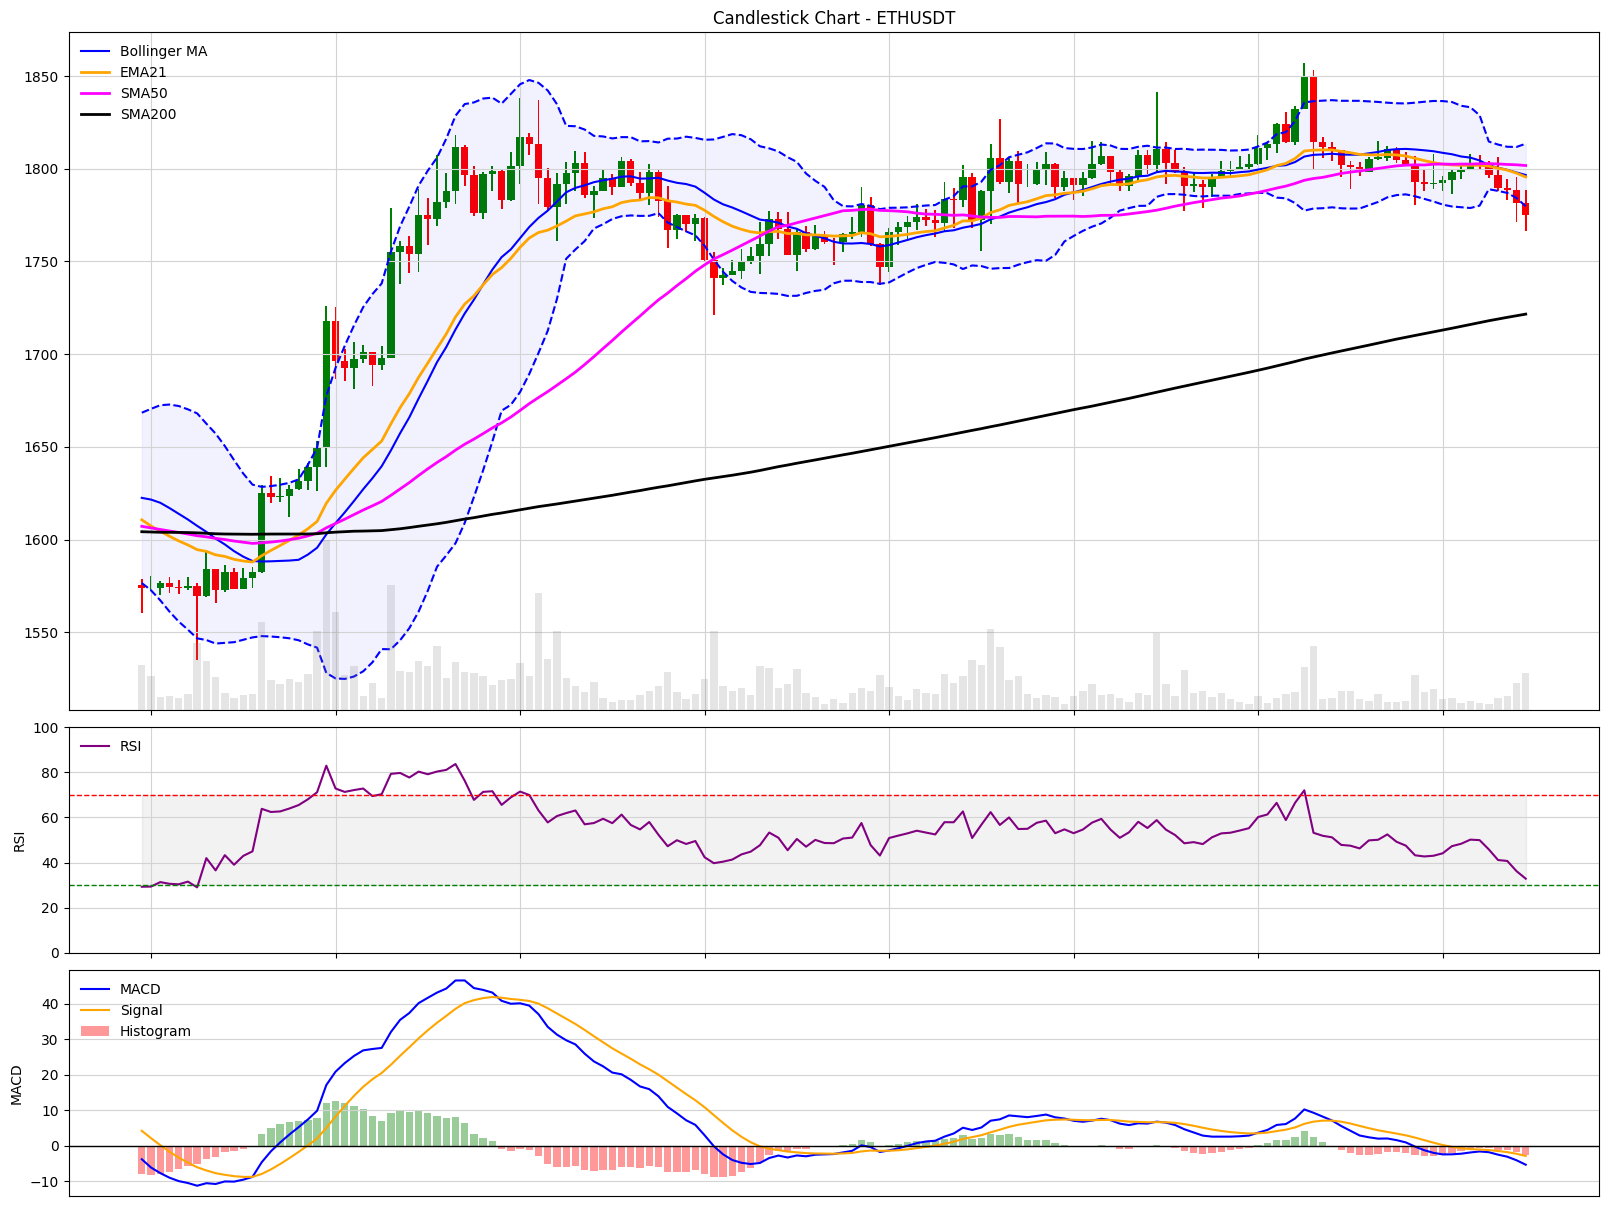 Candlestick Chart - ETHUSDT
Bollinger MA
EMA21
SMA50
SMA200
1850
1800
1750
1700
1650
1600
1550
100
RSI
80
60
RSI
40
20
0
MACD
40
Signal
30
Histogram
20
MACD
10
0
−10